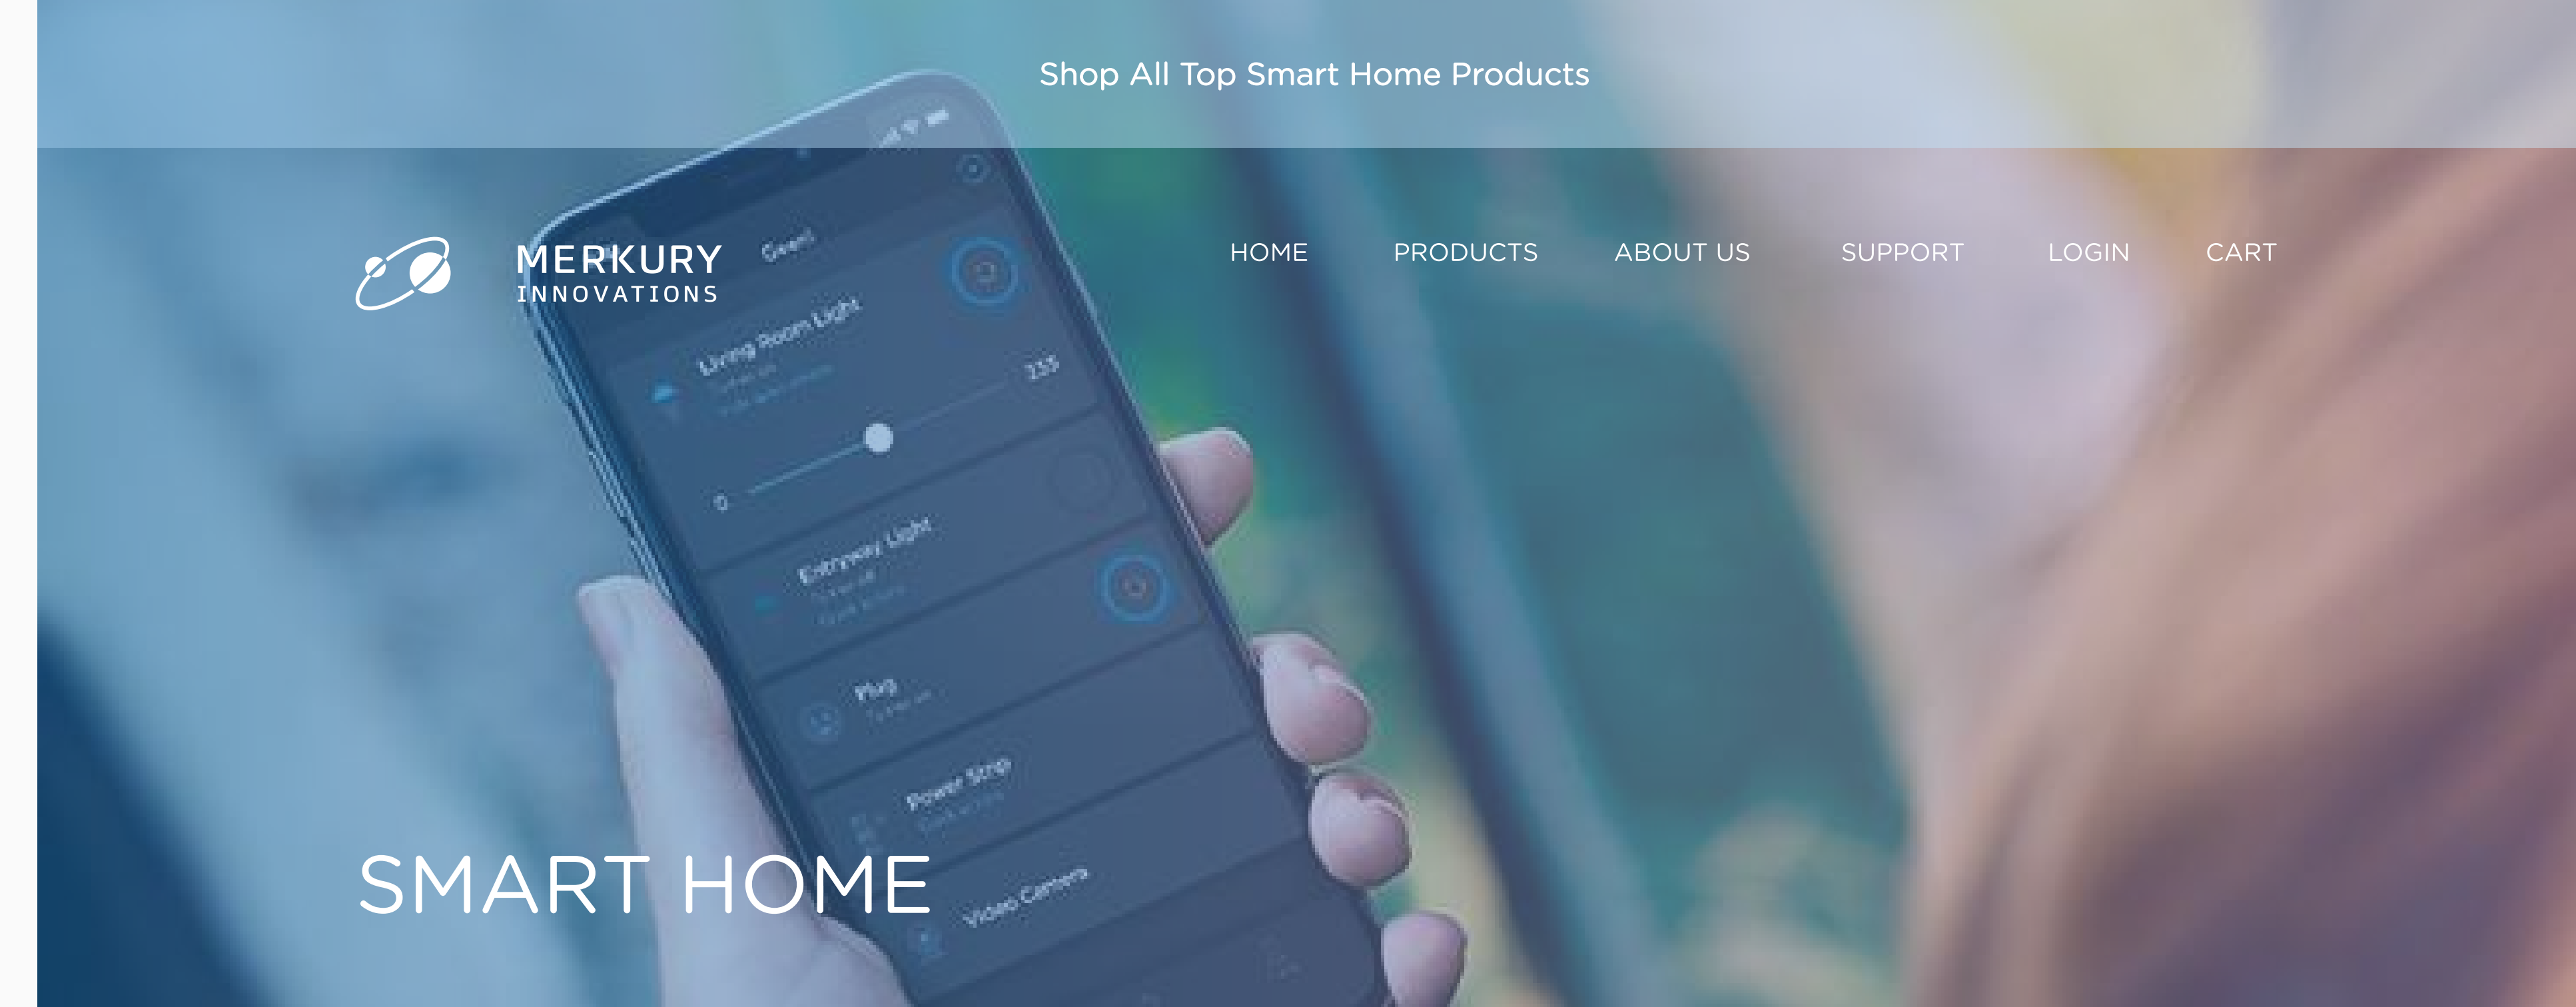 Shop All Top Smart Home Products
MERKURY
INNOVATIONS
HOME
PRODUCTS
ABOUT US
SUPPORT
LOGIN
CART
Living Room Light
255
0
Entryway Light
Plug
Power Strip
Video Camera
SMART HOME